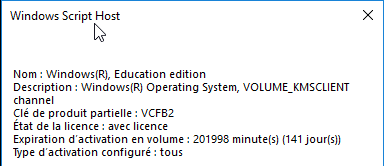 Windows Script Host
Nom : Windows(R), Education edition
Description : Windows(R) Operating System, VOLUME_KMSCLIENT
channel
Clé de produit partielle : VCFB2
État de la licence : avec licence
Expiration d'activation en volume : 201998 minute(s) (141 jour(s))
Type d'activation configuré : tous